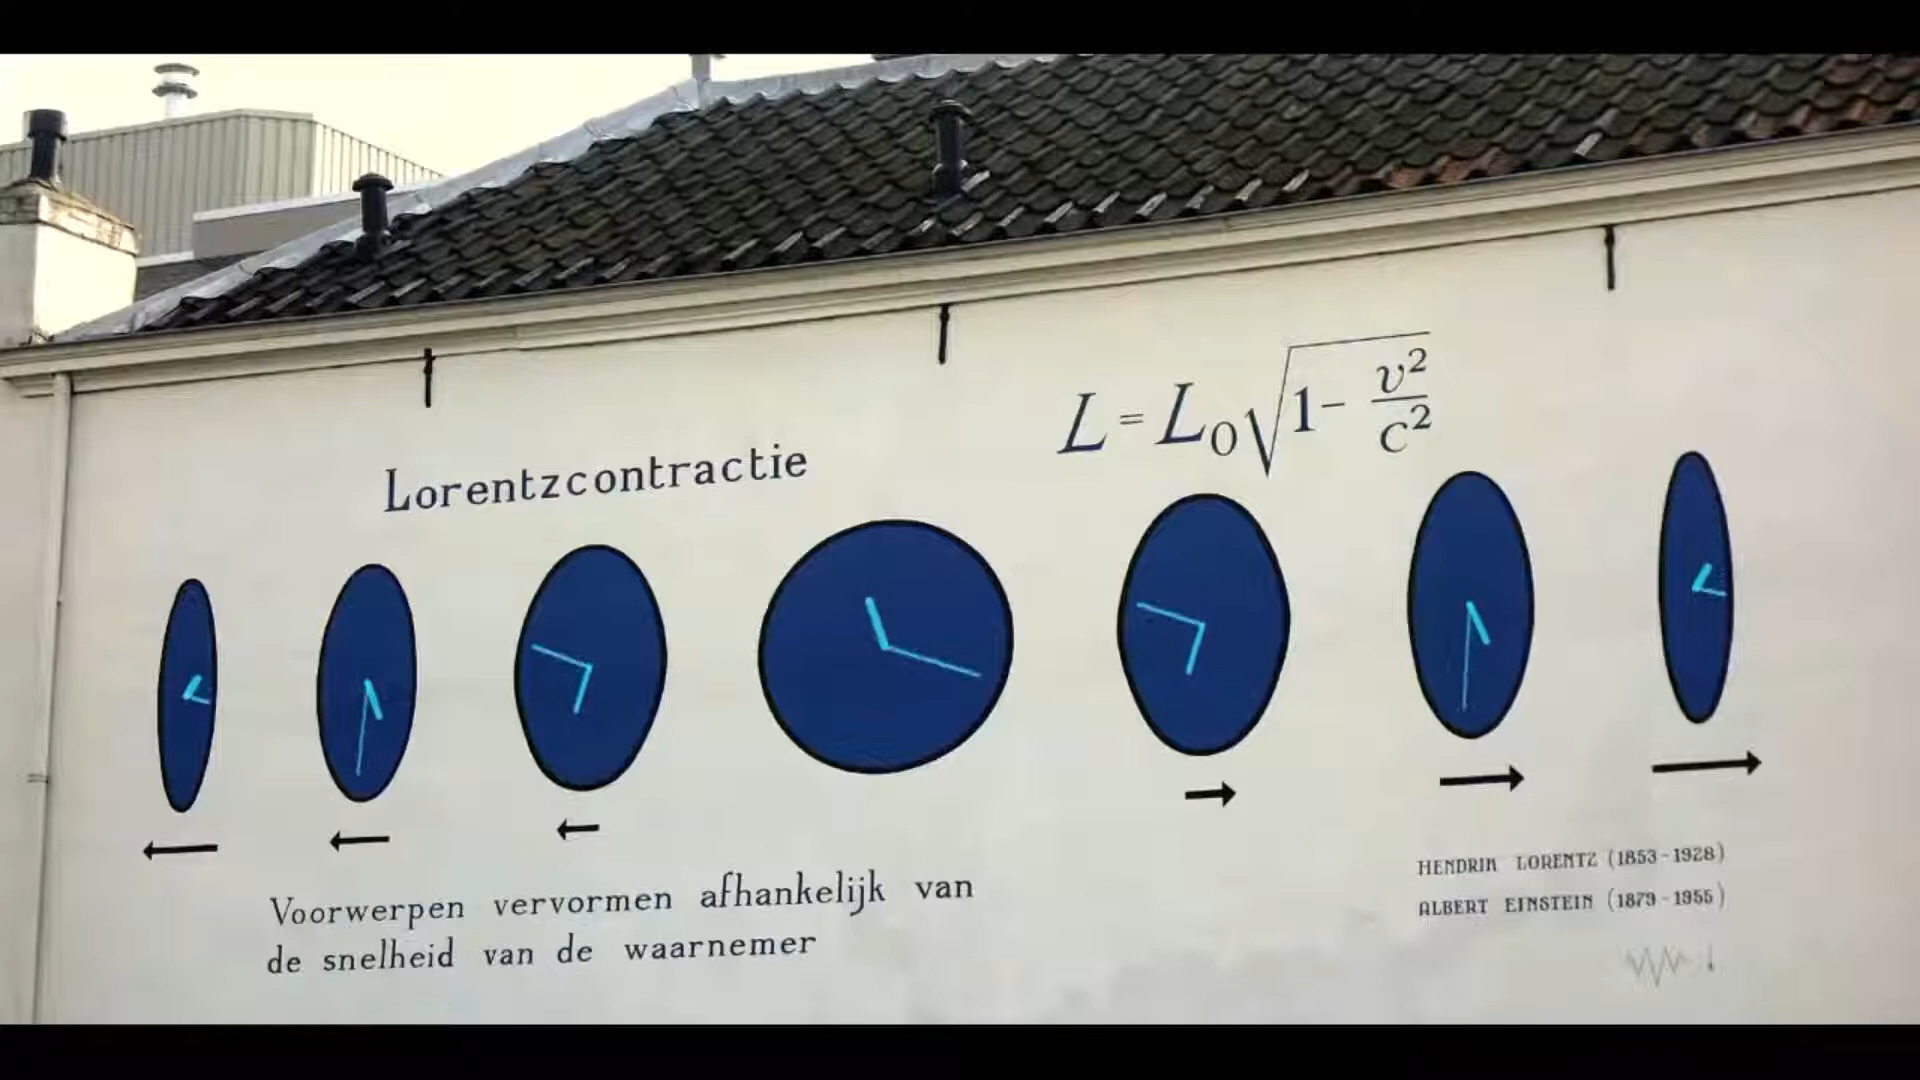 Lorentzcontractie
L = L₀√1 - v²/c²
Voorwerpen vervormen afhankelijk van
de snelheid van de waarnemer
HENDRIK LORENTZ (1853-1928)
ALBERT EINSTEIN (1879-1955)